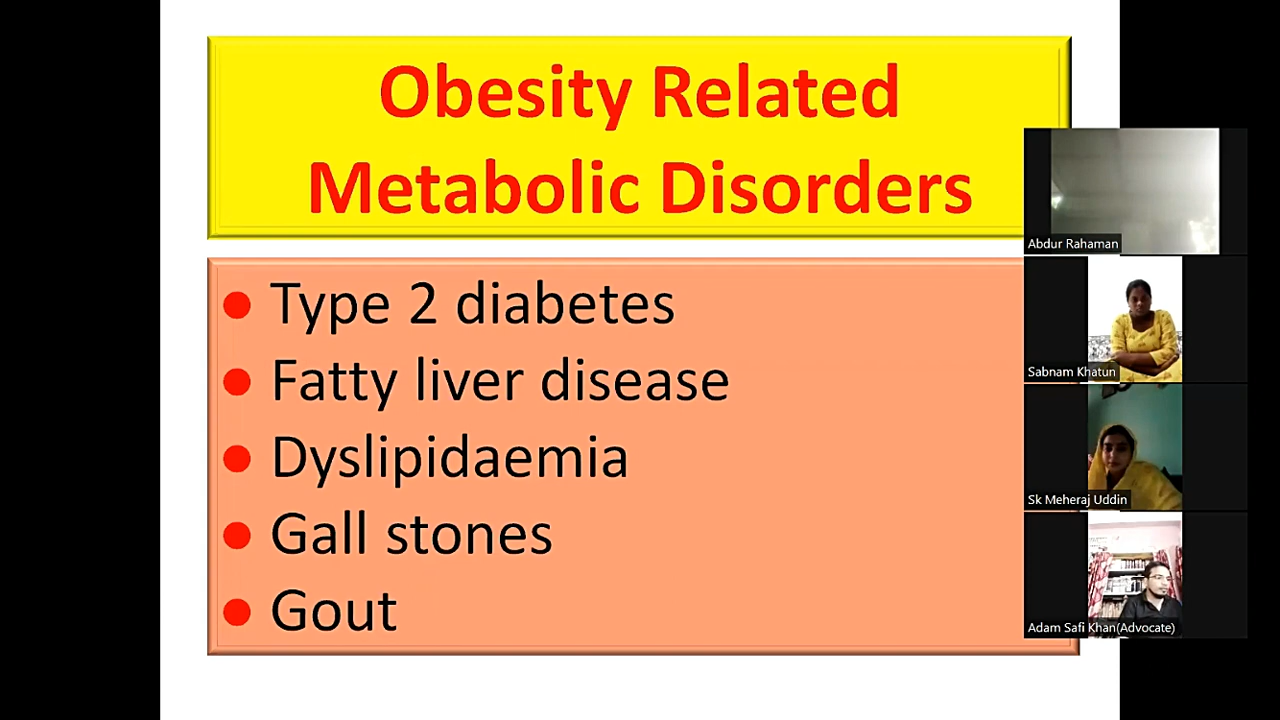 Obesity Related
Metabolic Disorders
Type 2 diabetes
Fatty liver disease
Dyslipidaemia
Gall stones
Gout
Abdur Rahaman
Sabnam Khatun
Sk Meheraj Uddin
Adam Safi Khan(Advocate)